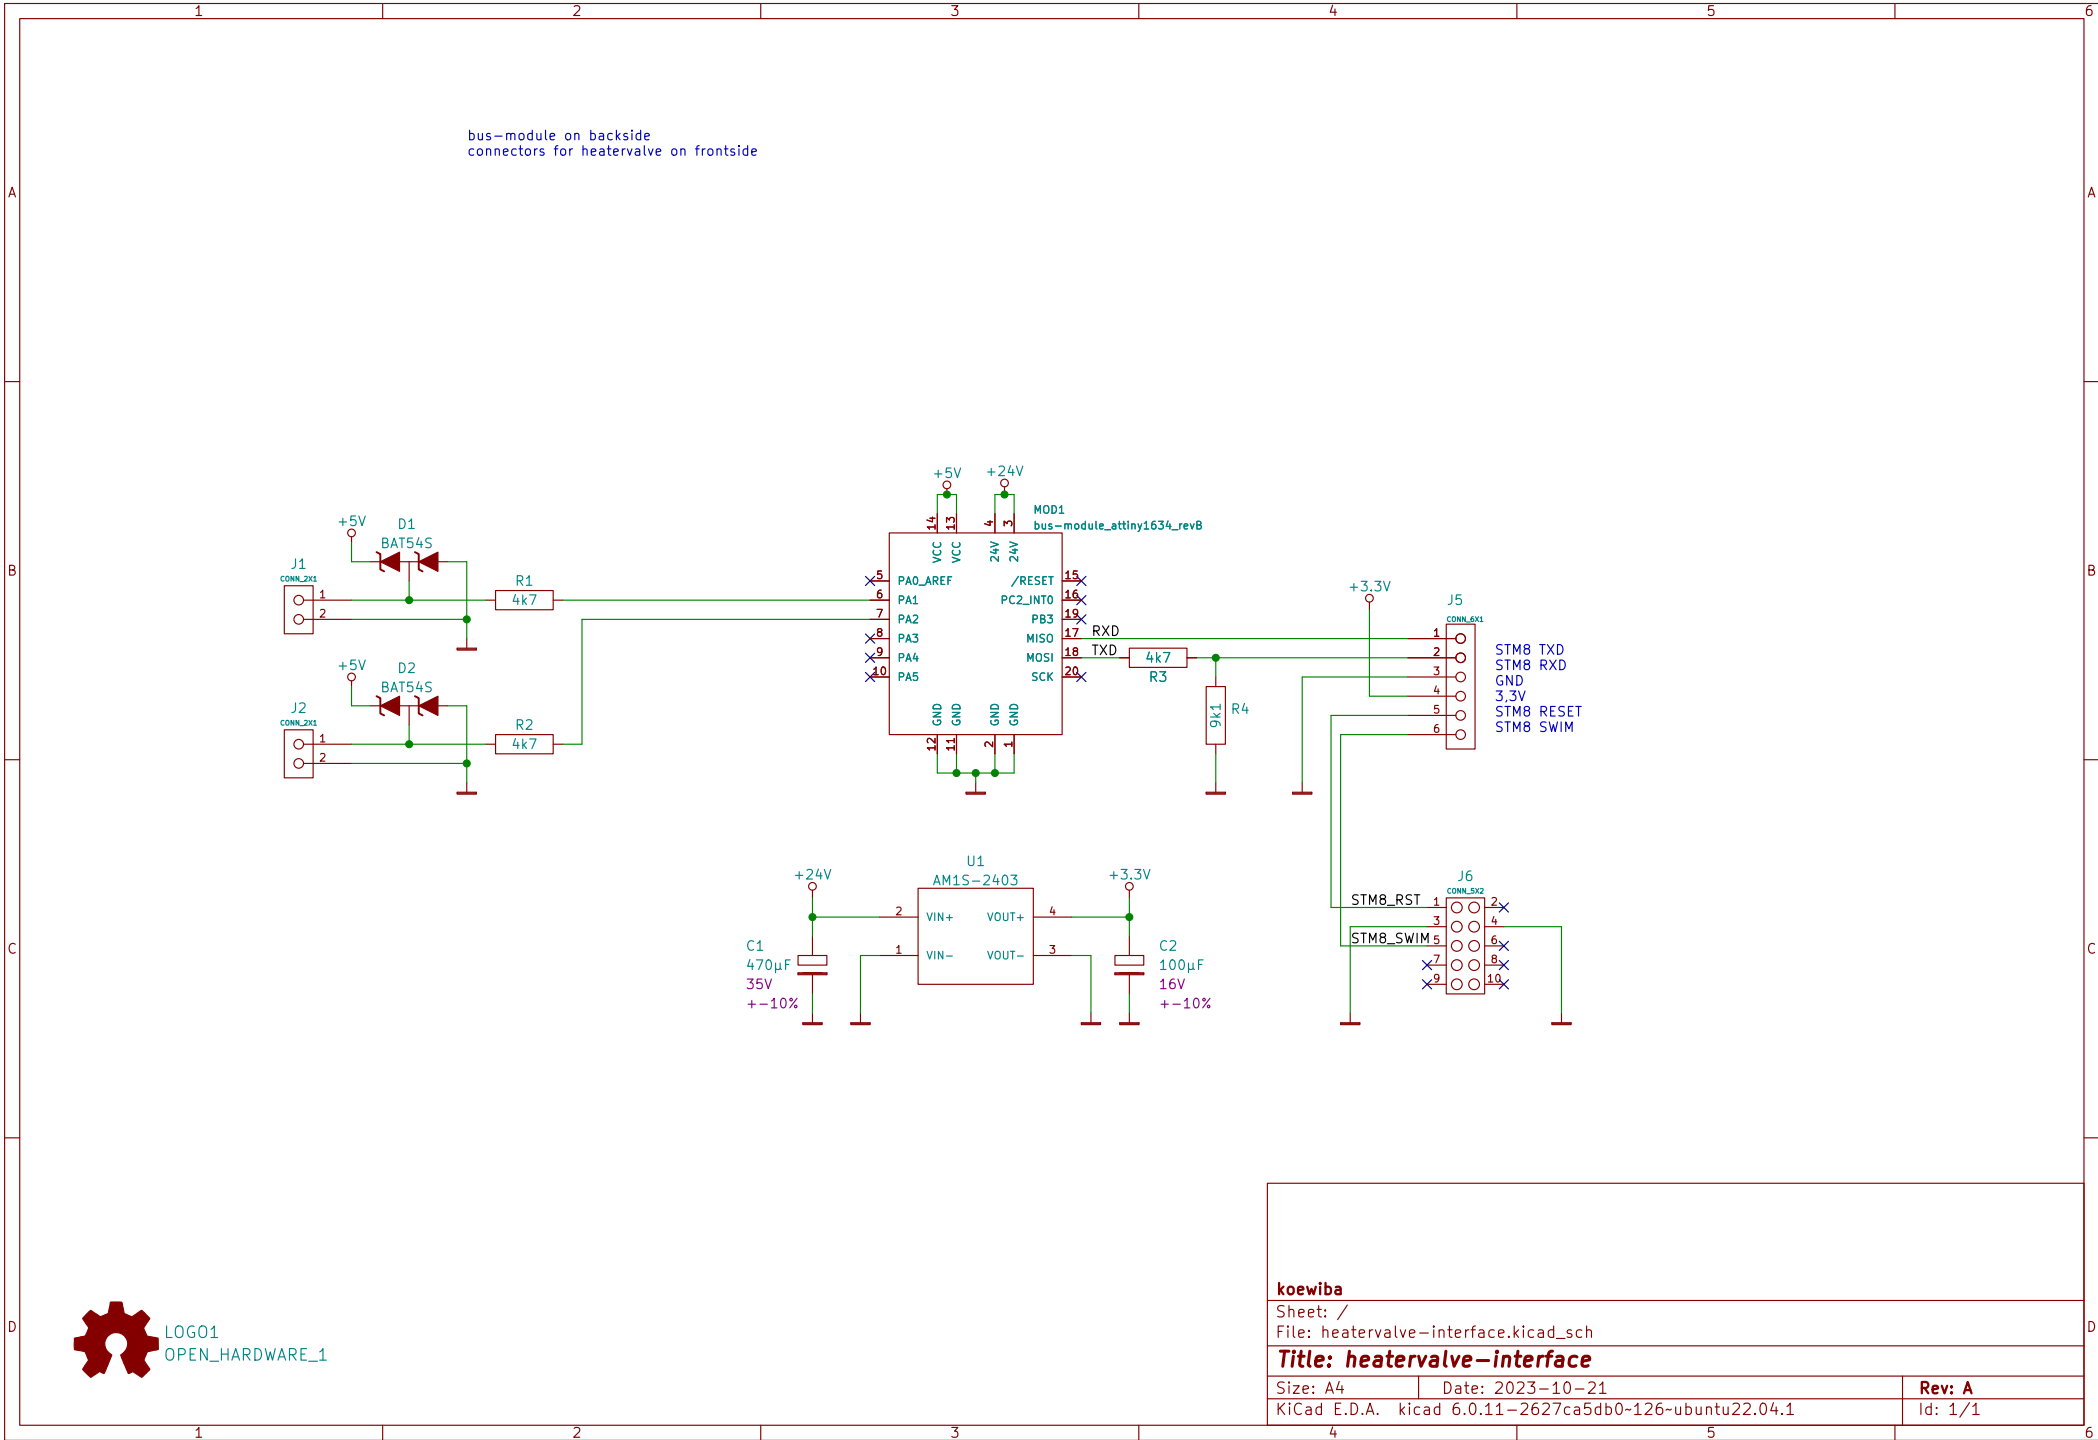 1 2 3 4 5 6
A A
B B
C C
D D
1 2 3 4 5 6
bus-module on backside
connectors for heatervalve on frontside
+5V
D1
BAT54S
J1
CONN_2X1
1
2
R1
4k7
+5V
D2
BAT54S
J2
CONN_2X1
1
2
R2
4k7
+5V
+24V
MOD1
bus-module_attiny1634_revB
14 13 4 3
VCC VCC 24V 24V
5 PA0_AREF /RESET 15
6 PA1 PC2_INT0 16
7 PA2 PB3 19
8 PA3 MISO 17
9 PA4 MOSI 18
10 PA5 SCK 20
GND GND GND GND
12 11 2 1
RXD
TXD
4k7
R3
9k1
R4
+3.3V
J5
CONN_6X1
1
2
3
4
5
6
STM8 TXD
STM8 RXD
GND
3,3V
STM8 RESET
STM8 SWIM
U1
AM1S-2403
+24V
+3.3V
2 VIN+ VOUT+ 4
1 VIN- VOUT- 3
C1
470µF
35V
+-10%
C2
100µF
16V
+-10%
J6
CONN_5X2
STM8_RST 1 2
3 4
STM8_SWIM 5 6
7 8
9 10
LOGO1
OPEN_HARDWARE_1
koewiba
Sheet: /
File: heatervalve-interface.kicad_sch
Title: heatervalve-interface
Size: A4 Date: 2023-10-21 Rev: A
KiCad E.D.A. kicad 6.0.11-2627ca5db0~126~ubuntu22.04.1 Id: 1/1